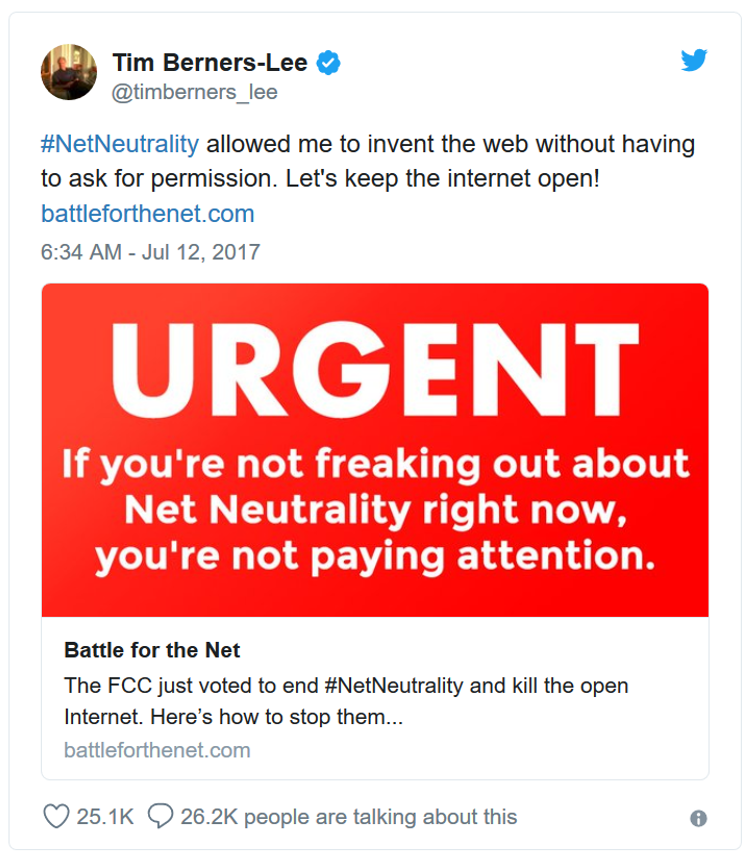 Tim Berners-Lee
@timberners_lee
#NetNeutrality allowed me to invent the web without having
to ask for permission. Let's keep the internet open!
battleforthenet.com
6:34 AM - Jul 12, 2017
URGENT
If you're not freaking out about
Net Neutrality right now,
you're not paying attention.
Battle for the Net
The FCC just voted to end #NetNeutrality and kill the open
Internet. Here’s how to stop them...
battleforthenet.com
25.1K 26.2K people are talking about this